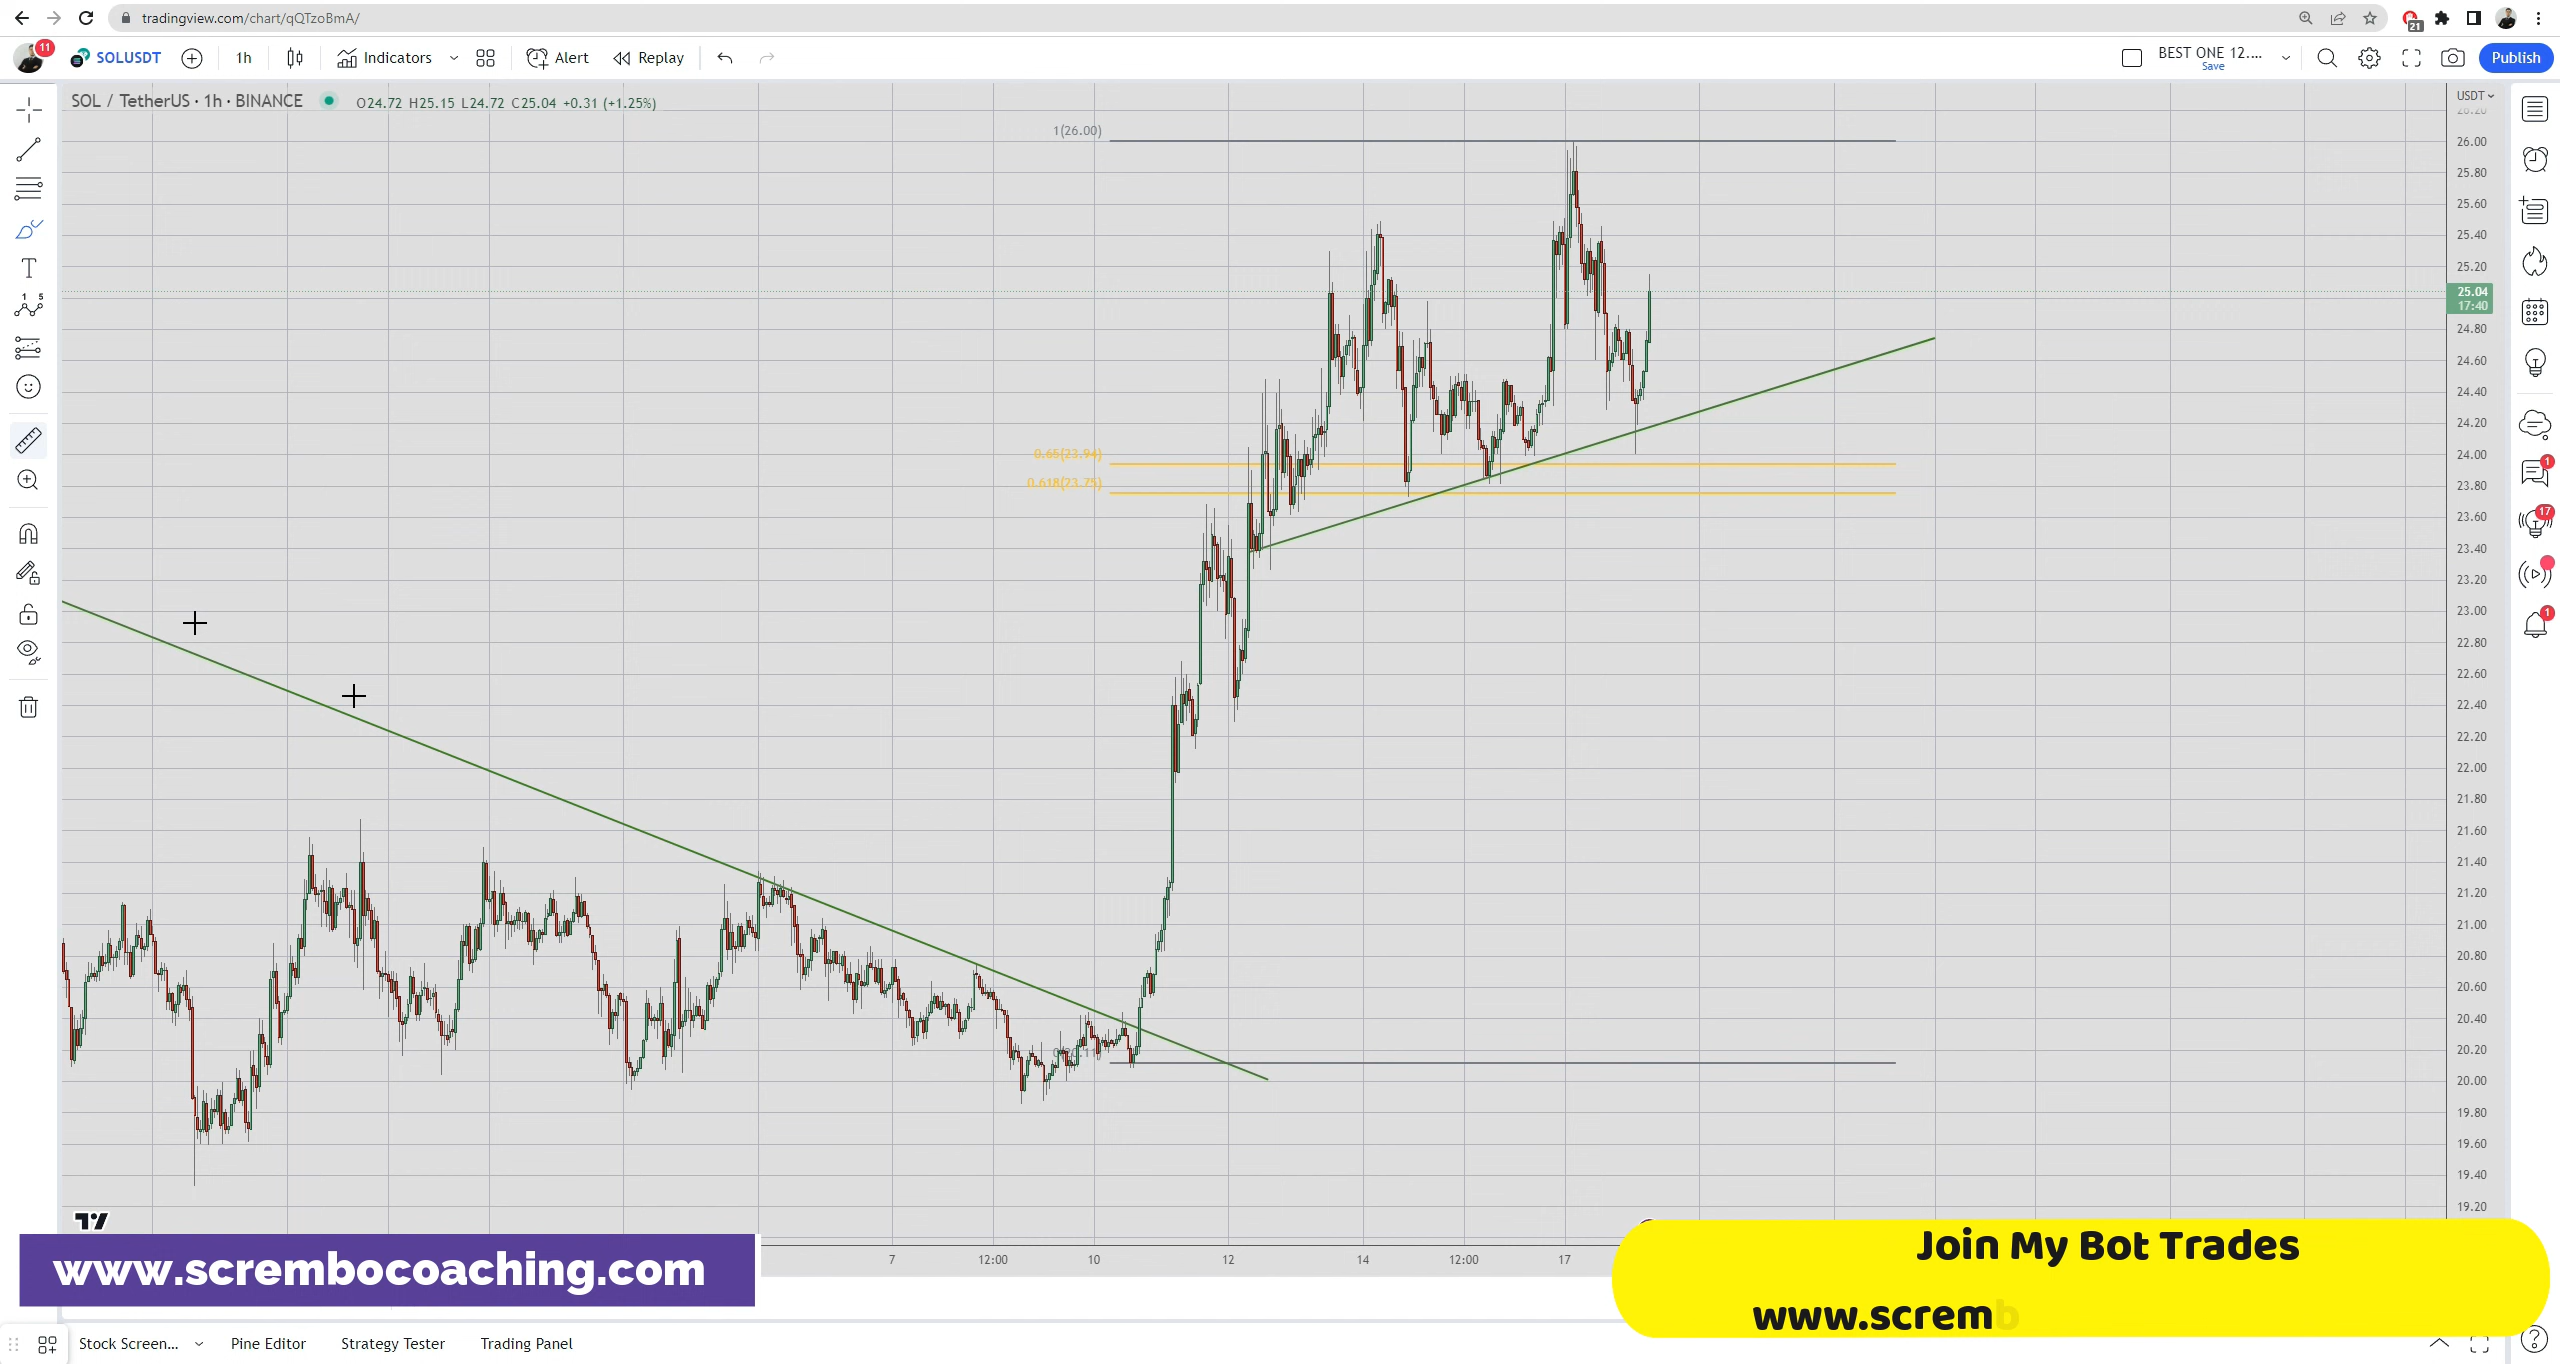 tradingview.com/chart/qQTzoBmA/
21
11
SOLUSDT
1h
Indicators
Alert
Replay
BEST ONE 12....
Save
Publish
SOL / TetherUS · 1h · BINANCE
O24.72 H25.15 L24.72 C25.04 +0.31 (+1.25%)
USDT
1(26.00)
0.65(23.94)
0.618(23.75)
26.00
25.80
25.60
25.40
25.20
25.04
17:40
24.80
24.60
24.40
24.20
24.00
23.80
23.60
23.40
23.20
23.00
22.80
22.60
22.40
22.20
22.00
21.80
21.60
21.40
21.20
21.00
20.80
20.60
20.40
20.20
20.00
19.80
19.60
19.40
19.20
1
17
1
7 12:00 10 12 14 12:00 17
www.scrembocoaching.com
Join My Bot Trades
www.scremb
Stock Screen...
Pine Editor
Strategy Tester
Trading Panel